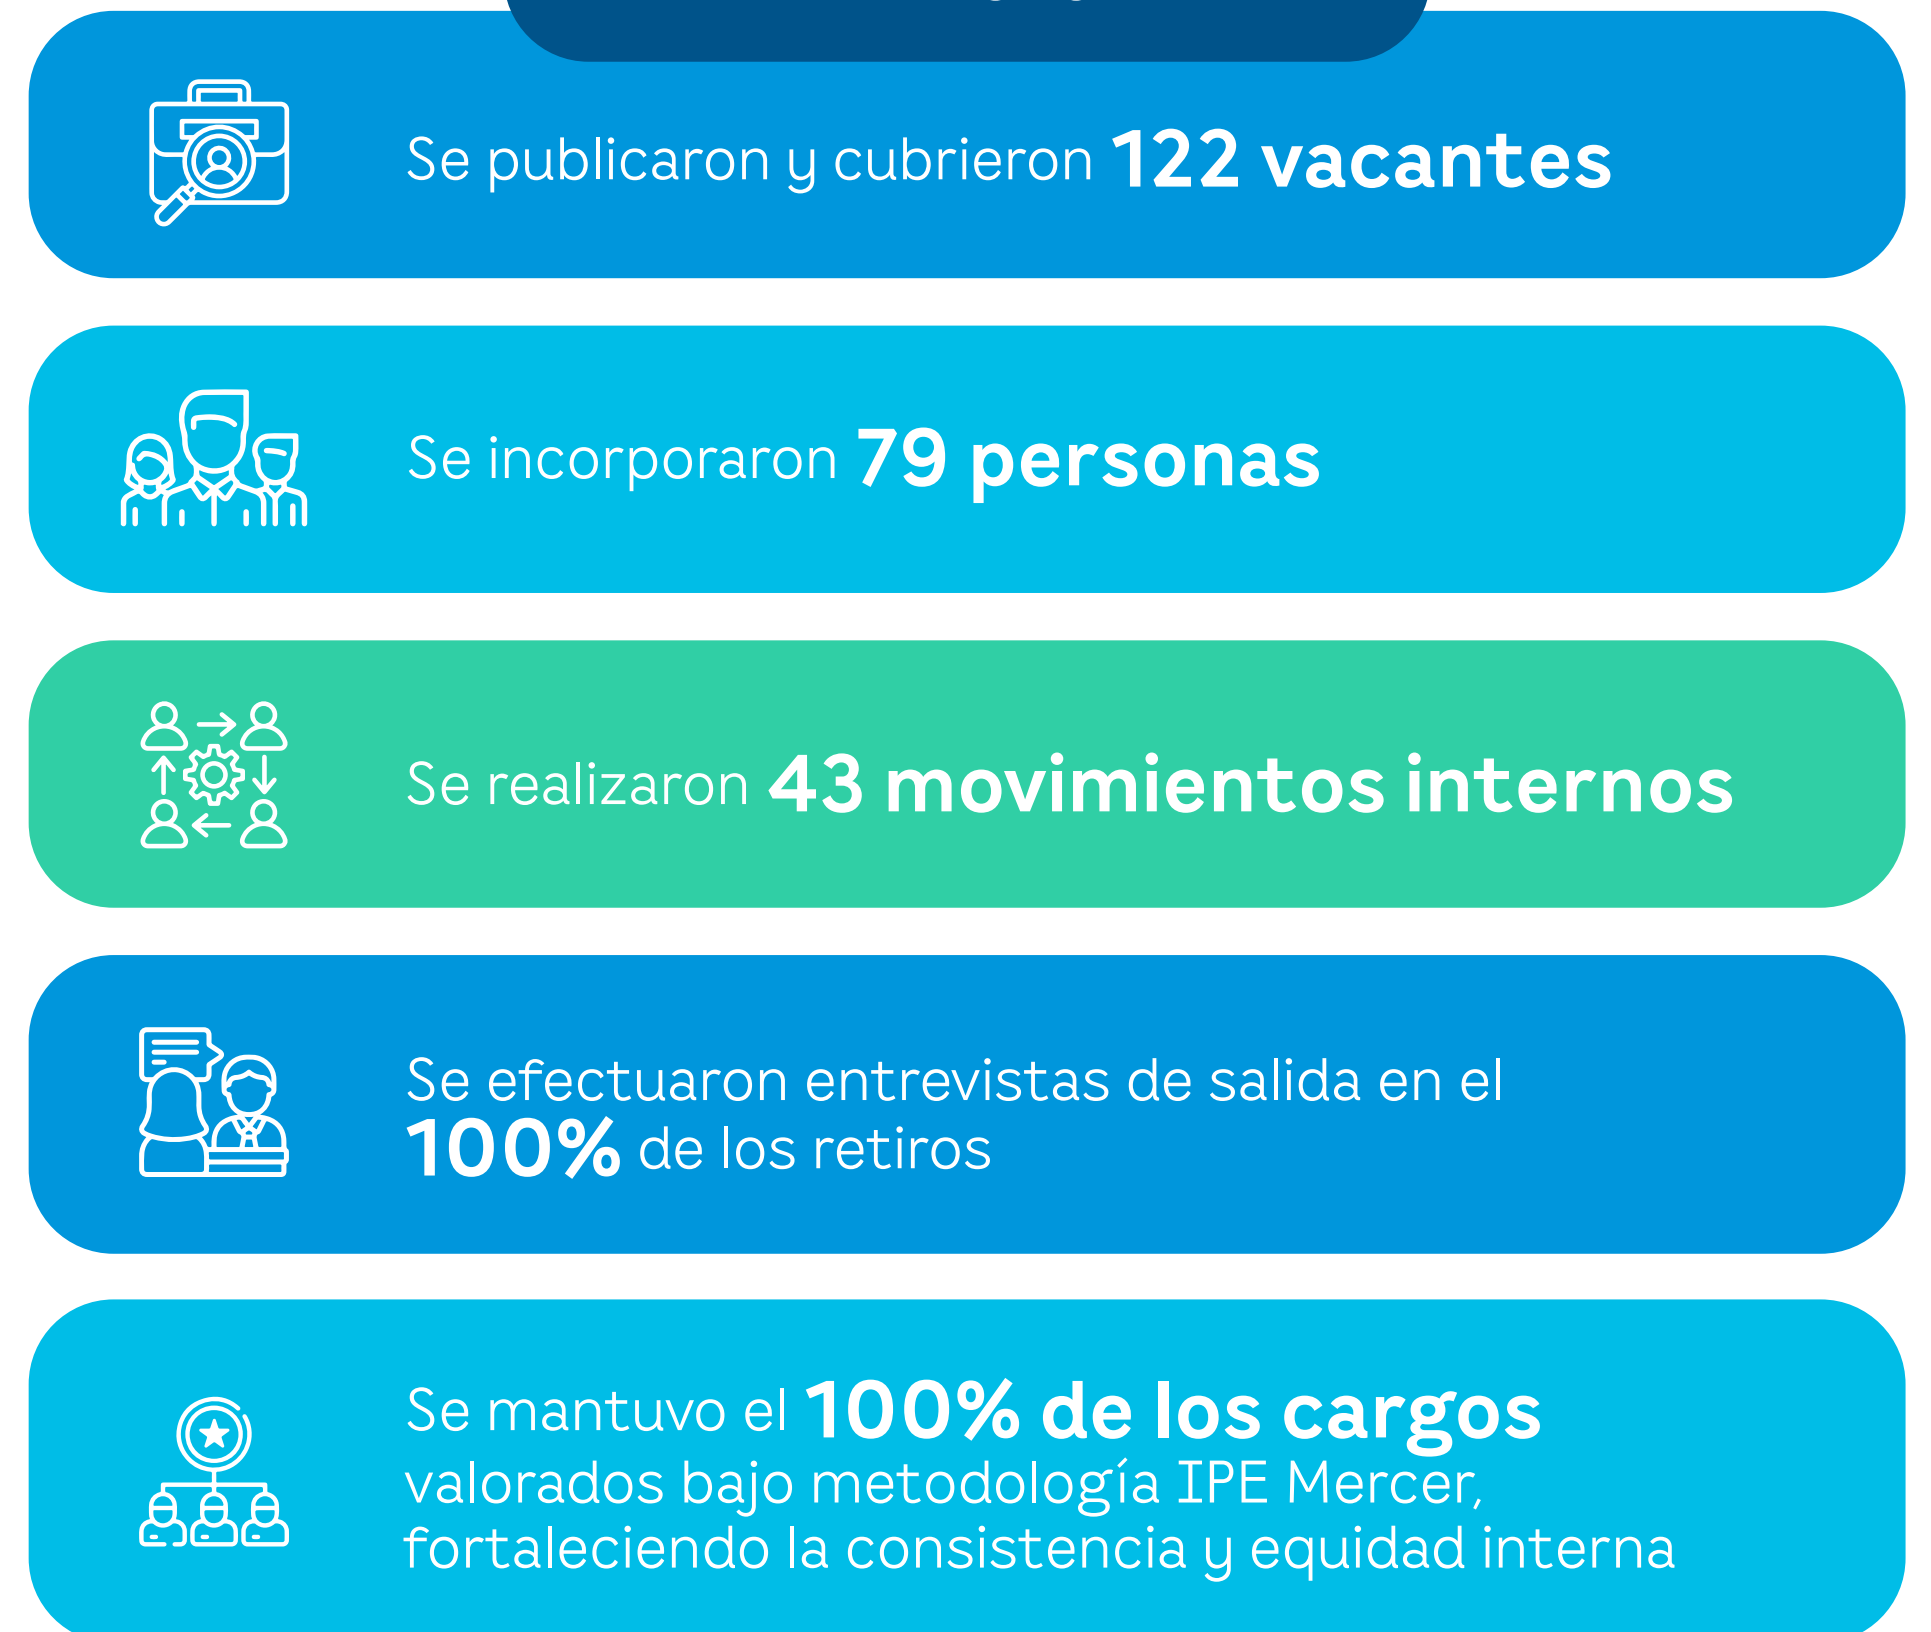 Se publicaron y cubrieron 122 vacantes
Se incorporaron 79 personas
Se realizaron 43 movimientos internos
Se efectuaron entrevistas de salida en el
100% de los retiros
Se mantuvo el 100% de los cargos
valorados bajo metodología IPE Mercer,
fortaleciendo la consistencia y equidad interna